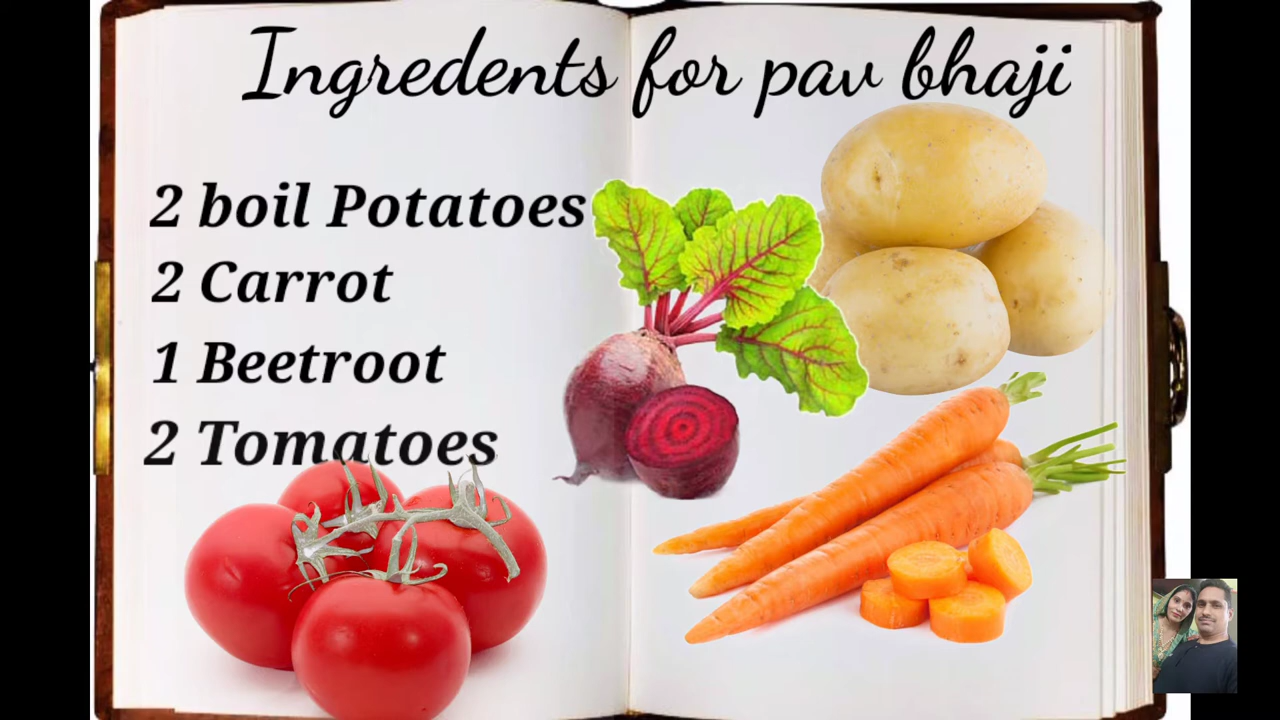 Ingredents for pav bhaji
2 boil Potatoes
2 Carrot
1 Beetroot
2 Tomatoes